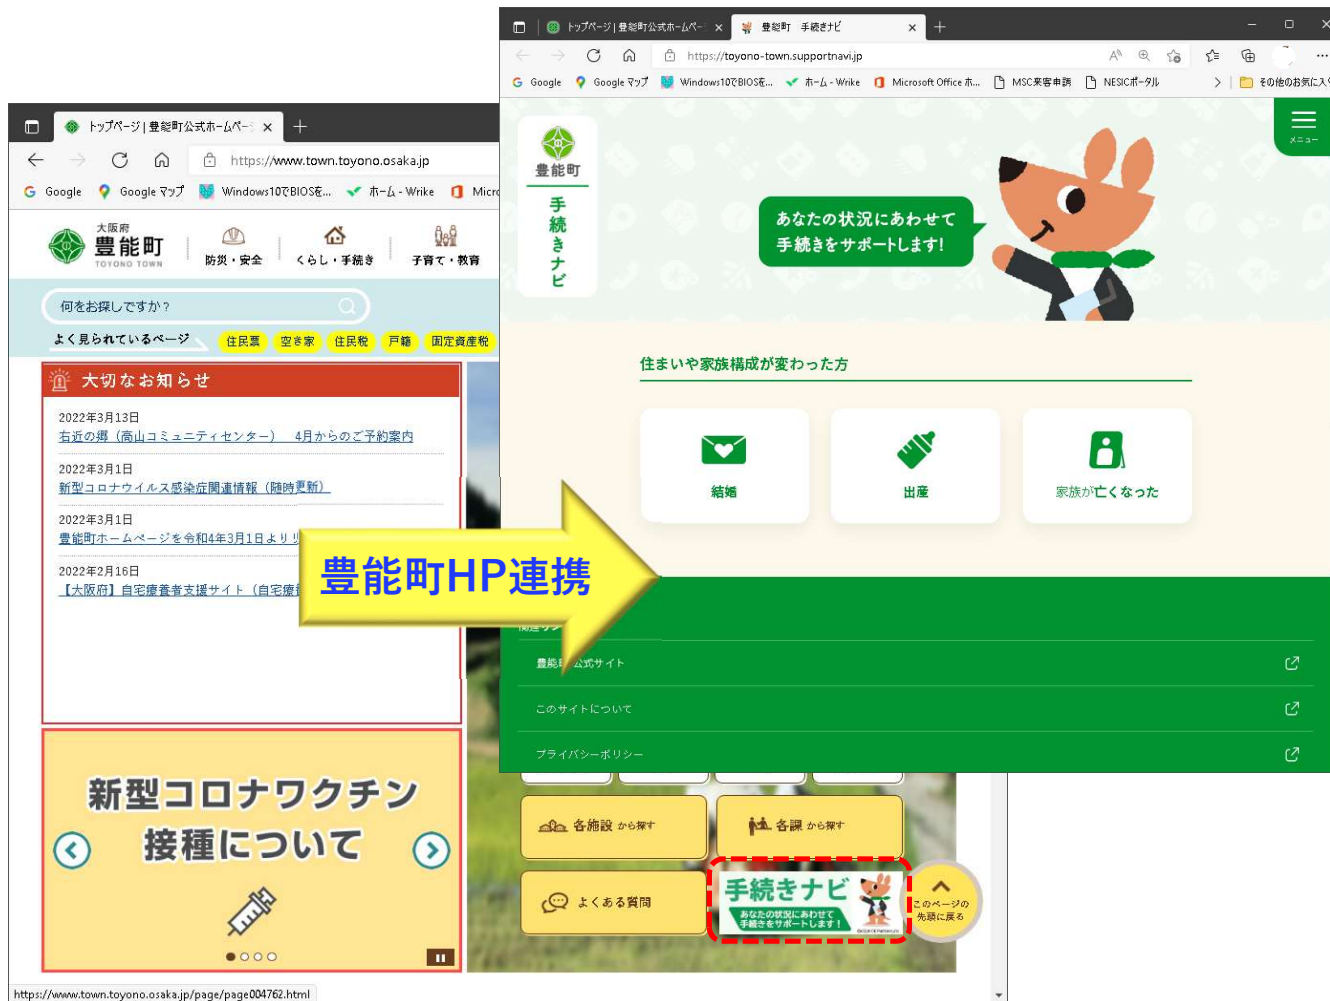 トップページ | 豊能町公式ホームペー
豊能町 手続きナビ
https://toyono-town.supportnavi.jp
Google
Google マップ
Windows10でBIOSを...
ホーム - Wrike
Microsoft Office ホ...
MSC来客申請
NESICポータル
その他のお気に入り
豊能町
手続きナビ
メニュー
あなたの状況にあわせて
手続きをサポートします!
住まいや家族構成が変わった方
結婚
出産
家族が亡くなった
豊能町公式サイト
このサイトについて
プライバシーポリシー
トップページ | 豊能町公式ホームペー
https://www.town.toyono.osaka.jp
Google
Google マップ
Windows10でBIOSを...
ホーム - Wrike
Micro
大阪府
豊能町
TOYONO TOWN
防災・安全
くらし・手続き
子育て・教育
何をお探しですか?
よく見られているページ
住民票
空き家
住民税
戸籍
固定資産税
大切なお知らせ
2022年3月13日
右近の郷(高山コミュニティセンター) 4月からのご予約案内
2022年3月1日
新型コロナウイルス感染症関連情報(随時更新)
2022年3月1日
豊能町ホームページを令和4年3月1日よりリ
2022年2月16日
【大阪府】自宅療養者支援サイト(自宅療養
豊能町HP連携
新型コロナワクチン
接種について
各施設 から探す
各課 から探す
よくある質問
手続きナビ
あなたの状況にあわせて
手続きをサポートします!
このページの
先頭に戻る
https://www.town.toyono.osaka.jp/page/page004762.html